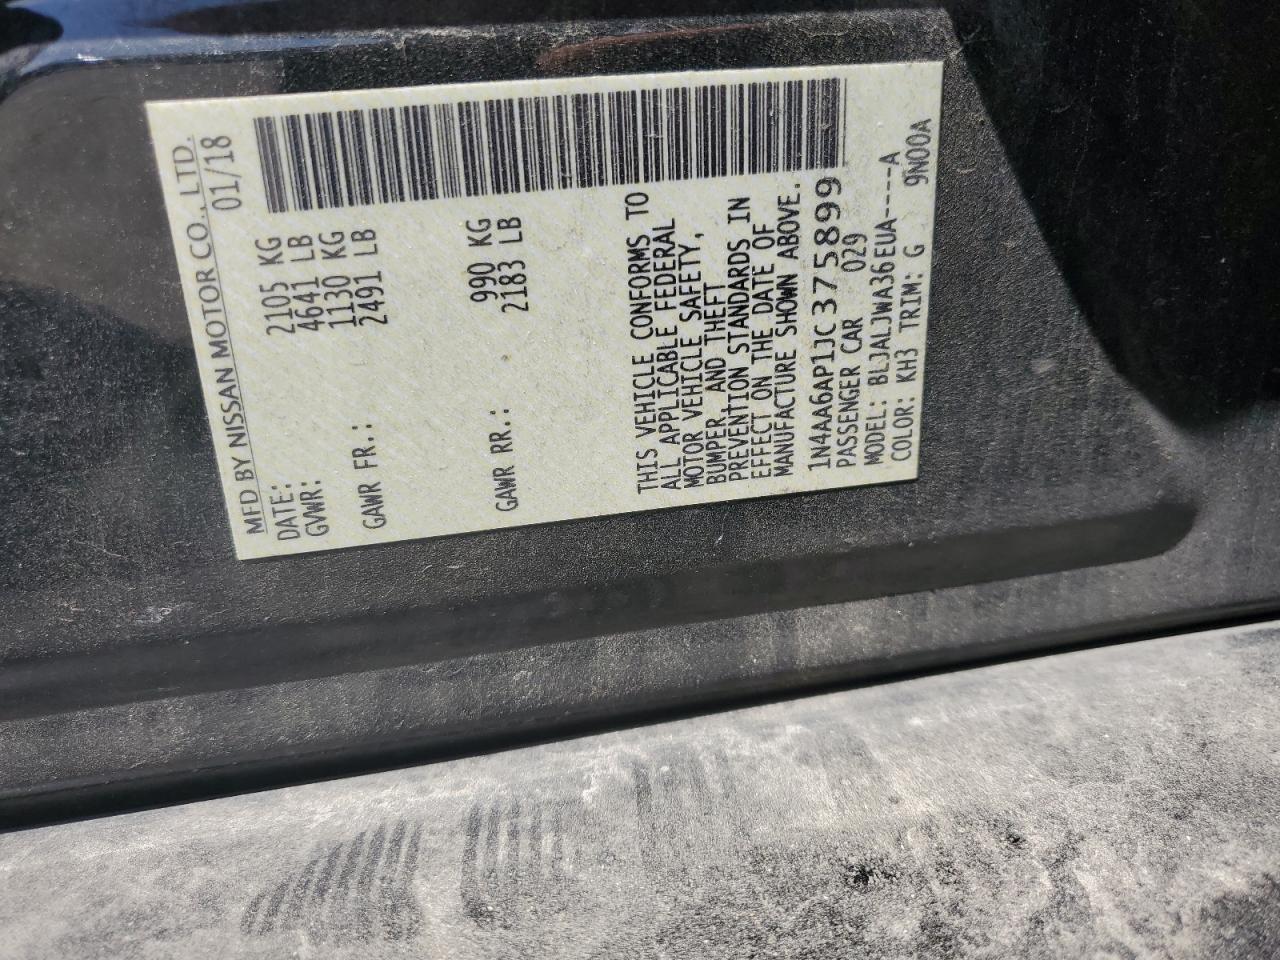 MFD BY NISSAN MOTOR CO., LTD.
DATE: 01/18
GVWR: 2105 KG
4641 LB
GAWR FR.: 1130 KG
2491 LB
GAWR RR.: 990 KG
2183 LB
THIS VEHICLE CONFORMS TO
ALL APPLICABLE FEDERAL
MOTOR VEHICLE SAFETY,
BUMPER, AND THEFT
PREVENTION STANDARDS IN
EFFECT ON THE DATE OF
MANUFACTURE SHOWN ABOVE.
1N4AA6AP1JC375899
PASSENGER CAR 029
MODEL: BLJALJWA36EUA-----A
COLOR: KH3 TRIM: G 9N00A